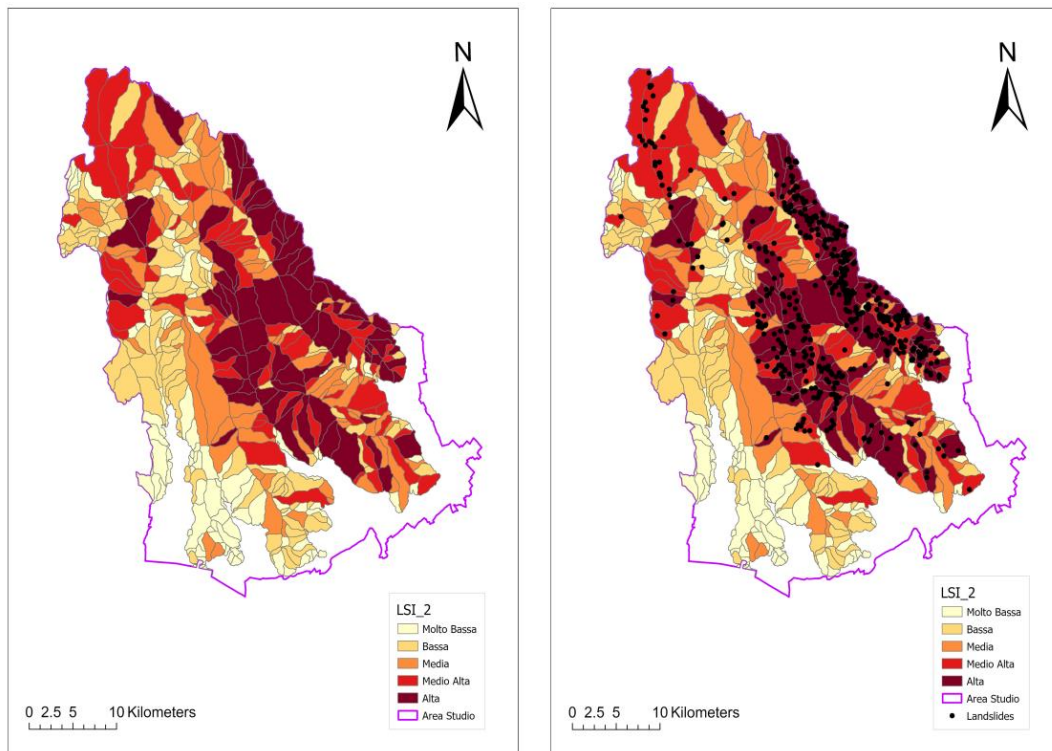 N
LSI_2
Molto Bassa
Bassa
Media
Medio Alta
Alta
Area Studio
0 2.5 5 10 Kilometers
N
LSI_2
Molto Bassa
Bassa
Media
Medio Alta
Alta
Area Studio
Landslides
0 2.5 5 10 Kilometers